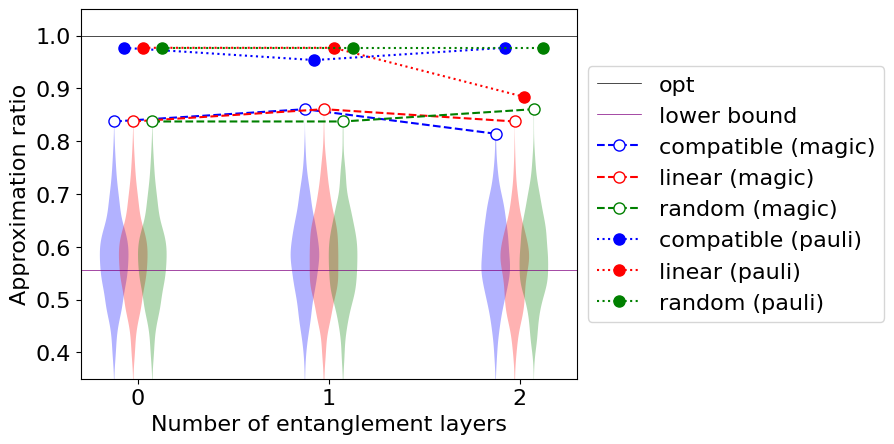 1.0
0.9
0.8
0.7
0.6
0.5
0.4
Approximation ratio
0 1 2
Number of entanglement layers
opt
lower bound
compatible (magic)
linear (magic)
random (magic)
compatible (pauli)
linear (pauli)
random (pauli)